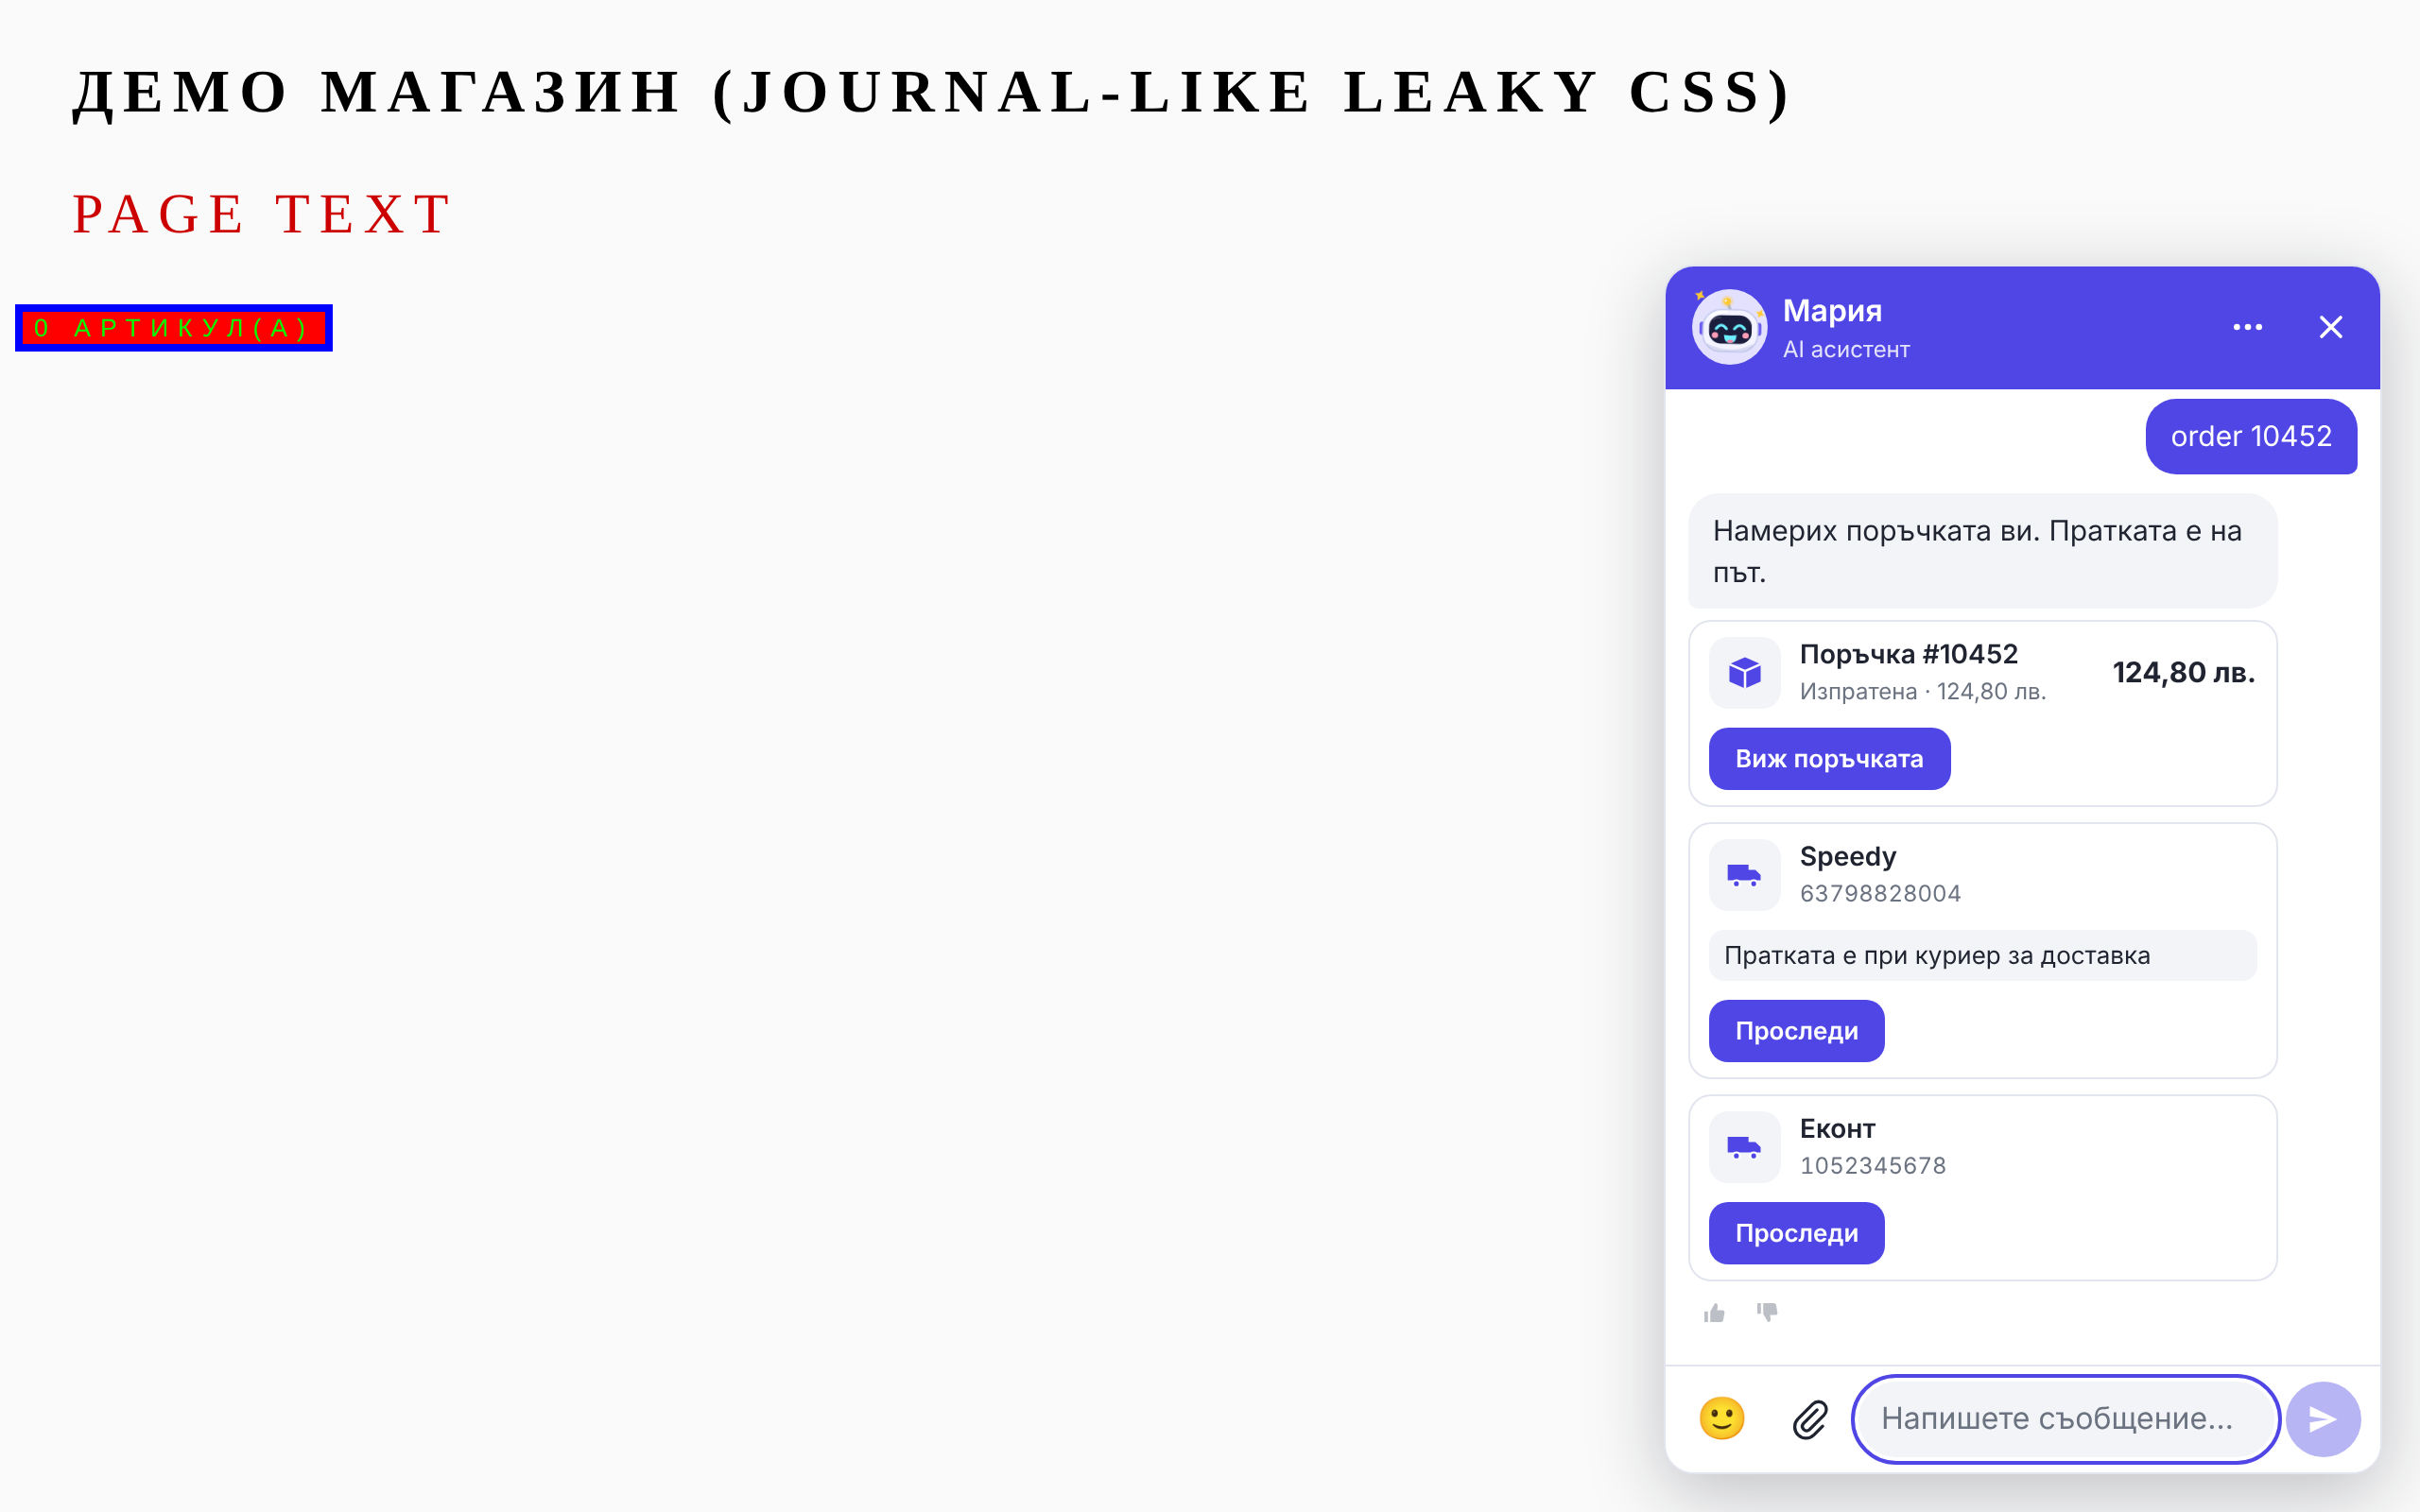 ДЕМО МАГАЗИН (JOURNAL-LIKE LEAKY CSS)
PAGE TEXT
0 АРТИКУЛ(А)
Мария
AI асистент
order 10452
Намерих поръчката ви. Пратката е на
път.
Поръчка #10452
Изпратена · 124,80 лв.
124,80 лв.
Виж поръчката
Speedy
63798828004
Пратката е при куриер за доставка
Проследи
Еконт
1052345678
Проследи
Напишете съобщение...